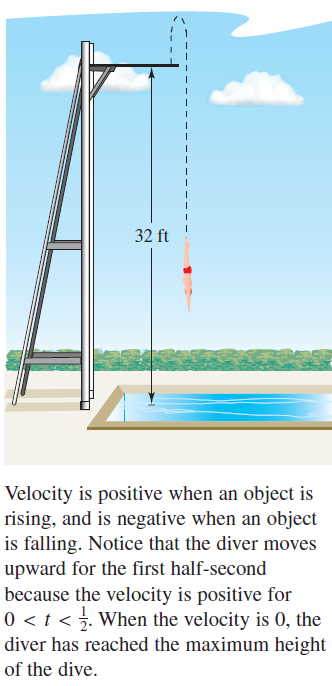 32 ft
Velocity is positive when an object is
rising, and is negative when an object
is falling. Notice that the diver moves
upward for the first half-second
because the velocity is positive for
0 < t < 1/2. When the velocity is 0, the
diver has reached the maximum height
of the dive.